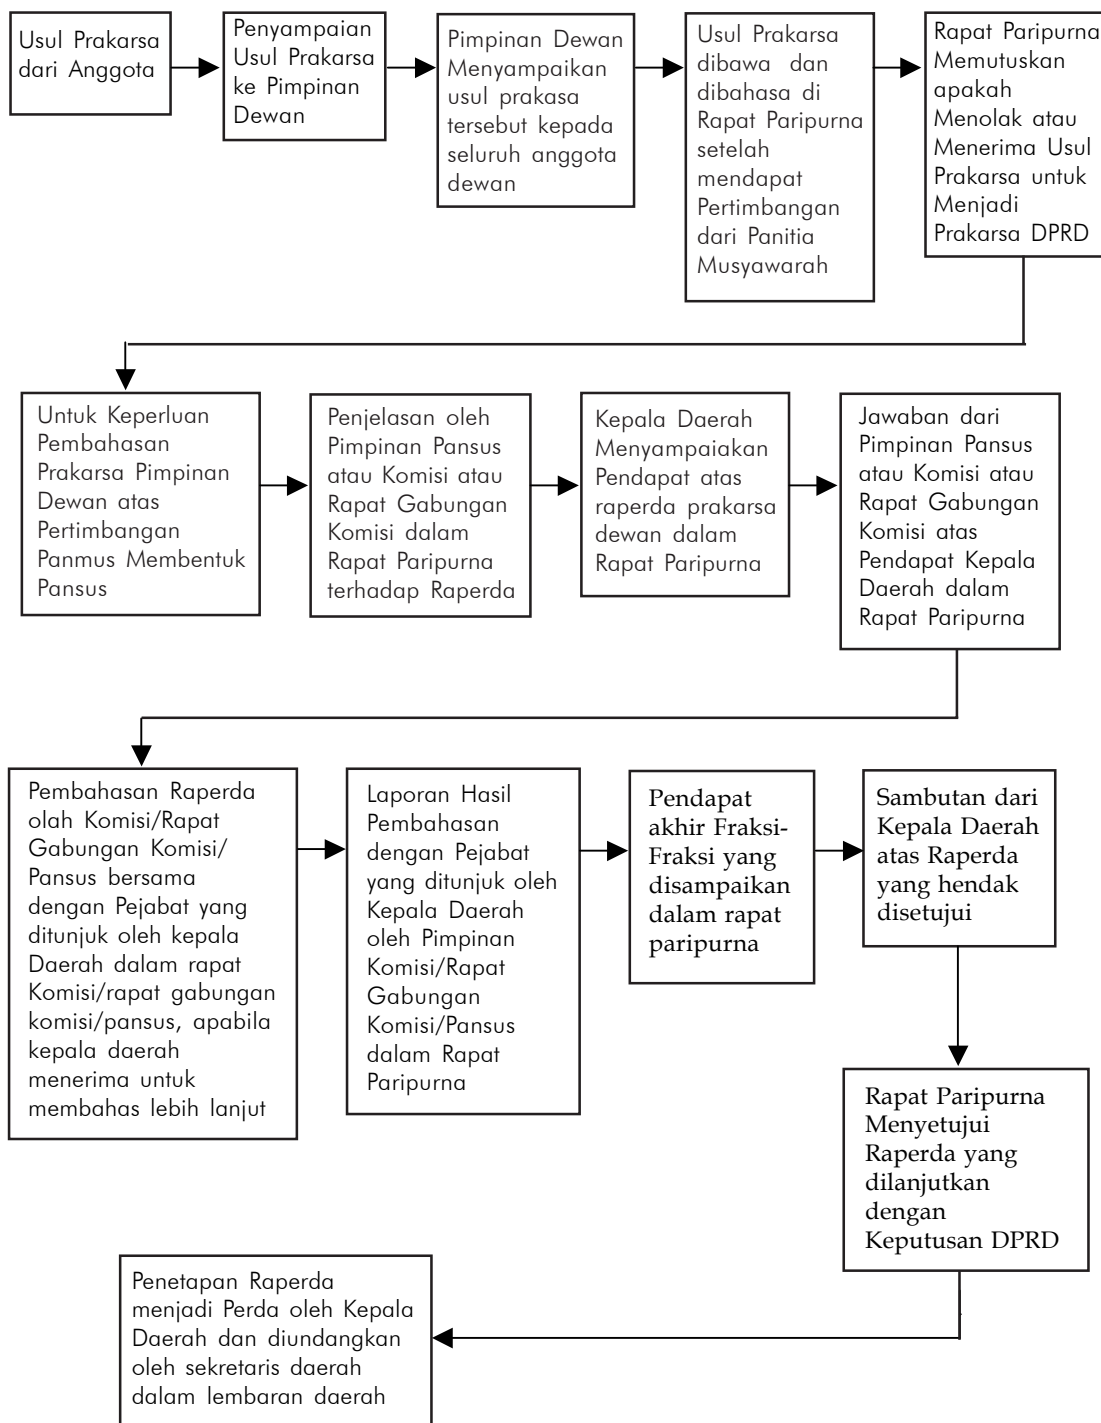 Usul Prakarsa
dari Anggota
Penyampaian
Usul Prakarsa
ke Pimpinan
Dewan
Pimpinan Dewan
Menyampaikan
usul prakasa
tersebut kepada
seluruh anggota
dewan
Usul Prakarsa
dibawa dan
dibahasa di
Rapat Paripurna
setelah
mendapat
Pertimbangan
dari Panitia
Musyawarah
Rapat Paripurna
Memutuskan
apakah
Menolak atau
Menerima Usul
Prakarsa untuk
Menjadi
Prakarsa DPRD
Untuk Keperluan
Pembahasan
Prakarsa Pimpinan
Dewan atas
Pertimbangan
Panmus Membentuk
Pansus
Penjelasan oleh
Pimpinan Pansus
atau Komisi atau
Rapat Gabungan
Komisi dalam
Rapat Paripurna
terhadap Raperda
Kepala Daerah
Menyampaiakan
Pendapat atas
raperda prakarsa
dewan dalam
Rapat Paripurna
Jawaban dari
Pimpinan Pansus
atau Komisi atau
Rapat Gabungan
Komisi atas
Pendapat Kepala
Daerah dalam
Rapat Paripurna
Pembahasan Raperda
olah Komisi/Rapat
Gabungan Komisi/
Pansus bersama
dengan Pejabat yang
ditunjuk oleh kepala
Daerah dalam rapat
Komisi/rapat gabungan
komisi/pansus, apabila
kepala daerah
menerima untuk
membahas lebih lanjut
Laporan Hasil
Pembahasan
dengan Pejabat
yang ditunjuk oleh
Kepala Daerah
oleh Pimpinan
Komisi/Rapat
Gabungan
Komisi/Pansus
dalam Rapat
Paripurna
Pendapat
akhir Fraksi-
Fraksi yang
disampaikan
dalam rapat
paripurna
Sambutan dari
Kepala Daerah
atas Raperda
yang hendak
disetujui
Rapat Paripurna
Menyetujui
Raperda yang
dilanjutkan
dengan
Keputusan DPRD
Penetapan Raperda
menjadi Perda oleh Kepala
Daerah dan diundangkan
oleh sekretaris daerah
dalam lembaran daerah